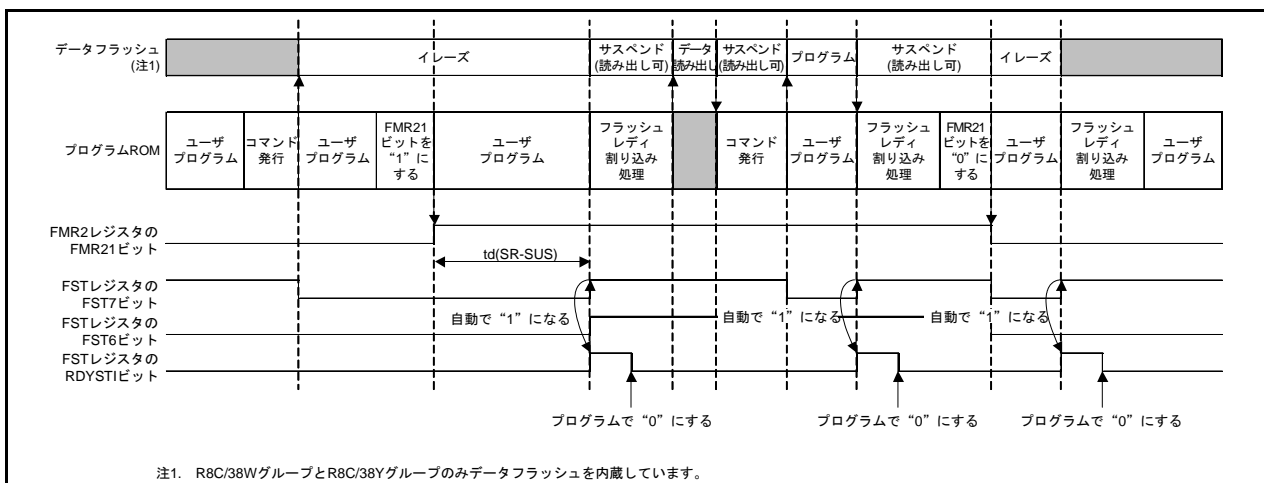 データフラッシュ
(注1)
イレーズ
サスペンド
(読み出し可)
データ
読み出し
サスペンド
(読み出し可)
プログラム
サスペンド
(読み出し可)
イレーズ
プログラムROM
ユーザ
プログラム
コマンド
発行
ユーザ
プログラム
FMR21
ビットを
“1”に
する
ユーザ
プログラム
フラッシュ
レディ
割り込み
処理
コマンド
発行
ユーザ
プログラム
フラッシュ
レディ
割り込み
処理
FMR21
ビットを
“0”に
する
ユーザ
プログラム
フラッシュ
レディ
割り込み
処理
ユーザ
プログラム
FMR2レジスタの
FMR21ビット
td(SR-SUS)
FSTレジスタの
FST7ビット
自動で“1”になる
自動で“1”になる
自動で“1”になる
FSTレジスタの
FST6ビット
FSTレジスタの
RDYSTIビット
プログラムで“0”にする
プログラムで“0”にする
プログラムで“0”にする
注1. R8C/38WグループとR8C/38Yグループのみデータフラッシュを内蔵しています。